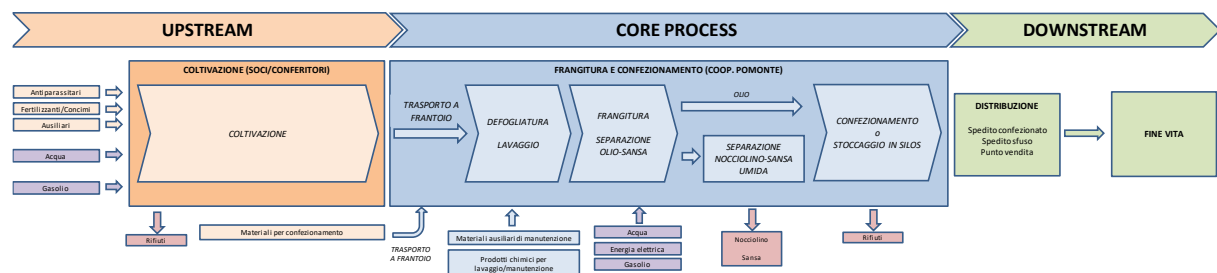 UPSTREAM
CORE PROCESS
DOWNSTREAM
COLTIVAZIONE (SOCI/CONFERITORI)
Antiparassitari
Fertilizzanti/Concimi
Ausiliari
Acqua
Gasolio
COLTIVAZIONE
Rifiuti
Materiali per confezionamento
FRANGITURA E CONFEZIONAMENTO (COOP. POMONTE)
TRASPORTO A
FRANTOIO
DEFOGLIATURA
LAVAGGIO
FRANGITURA
SEPARAZIONE
OLIO-SANSA
OLIO
SEPARAZIONE
NOCCIOLINO-SANSA
UMIDA
CONFEZIONAMENTO
o
STOCCAGGIO IN SILOS
TRASPORTO
A FRANTOIO
Materiali ausiliari di manutenzione
Prodotti chimici per
lavaggio/manutenzione
Acqua
Energia elettrica
Gasolio
Nocciolino
Sansa
Rifiuti
DISTRIBUZIONE
Spedito confezionato
Spedito sfuso
Punto vendita
FINE VITA